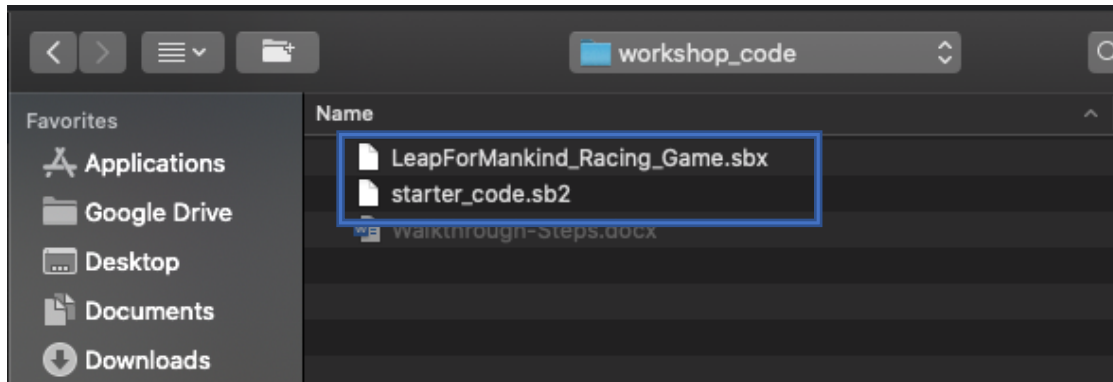 workshop_code
Favorites
Name
Applications
LeapForMankind_Racing_Game.sbx
starter_code.sb2
Google Drive
Walkthrough-Steps.docx
Desktop
Documents
Downloads